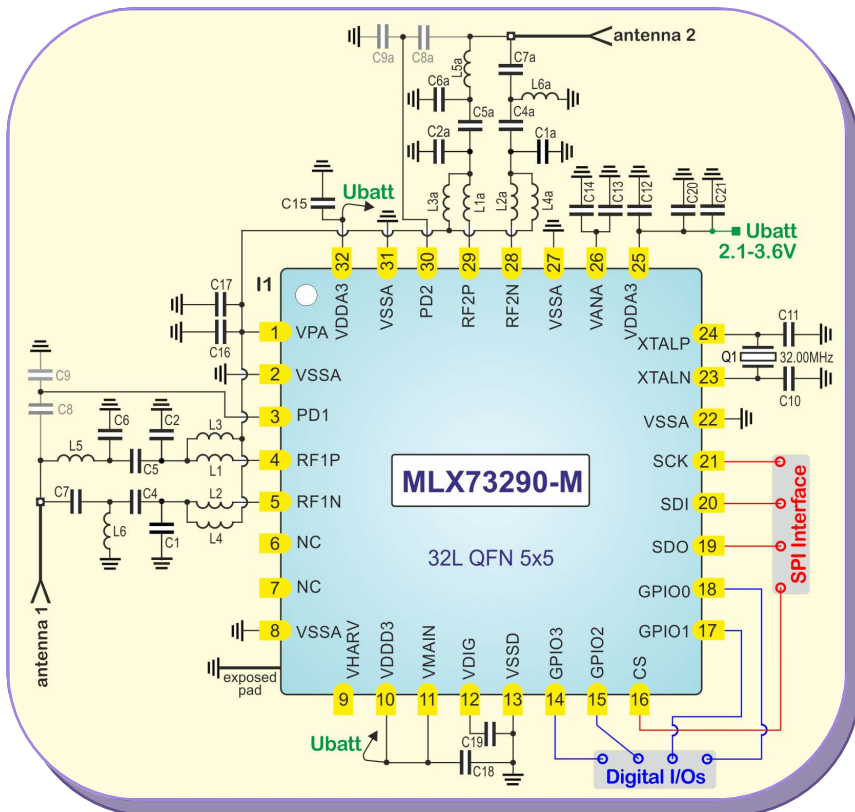 antenna 2
C9a
C8a
L5a
C7a
C6a
L6a
C5a
C4a
C2a
C1a
Ubatt
C15
L3a
L1a
L2a
L4a
C14
C13
C12
C20
C21
Ubatt
2.1-3.6V
32
31
30
29
28
27
26
25
I1
VDDA3
VSSA
PD2
RF2P
RF2N
VSSA
VANA
VDDA3
C17
C16
1
VPA
2
VSSA
3
PD1
4
RF1P
5
RF1N
6
NC
7
NC
8
VSSA
C9
C8
C6
C2
L3
L5
C5
L1
C7
C4
L2
L6
C1
L4
antenna 1
exposed
pad
MLX73290-M
32L QFN 5x5
XTALP
24
C11
Q1
32.00MHz
XTALN
23
C10
VSSA
22
SCK
21
SDI
20
SDO
19
GPIO0
18
GPIO1
17
SPI Interface
VHARV
VDDD3
VMAIN
VDIG
VSSD
GPIO3
GPIO2
CS
9
10
11
12
13
14
15
16
Ubatt
C19
C18
Digital I/Os